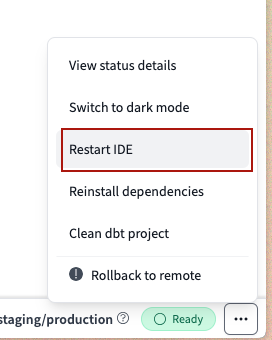 View status details
Switch to dark mode
Restart IDE
Reinstall dependencies
Clean dbt project
Rollback to remote
staging/production ? Ready ...